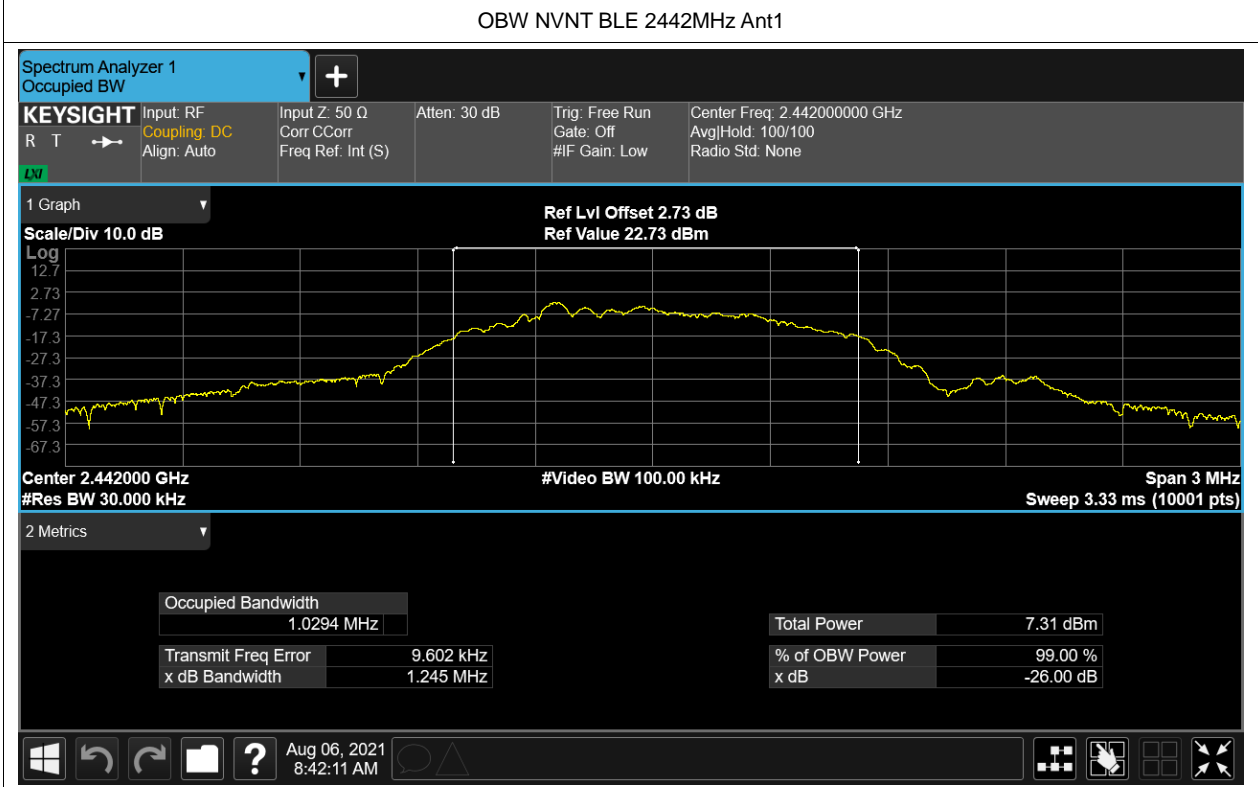 OBW NVNT BLE 2442MHz Ant1
Spectrum Analyzer 1
Occupied BW
KEYSIGHT
R T
LXI
Input: RF
Coupling: DC
Align: Auto
Input Z: 50 Ω
Corr CCorr
Freq Ref: Int (S)
Atten: 30 dB
Trig: Free Run
Gate: Off
#IF Gain: Low
Center Freq: 2.442000000 GHz
Avg|Hold: 100/100
Radio Std: None
1 Graph
Scale/Div 10.0 dB
Ref Lvl Offset 2.73 dB
Ref Value 22.73 dBm
Log
12.7
2.73
-7.27
-17.3
-27.3
-37.3
-47.3
-57.3
-67.3
Center 2.442000 GHz
#Video BW 100.00 kHz
Span 3 MHz
#Res BW 30.000 kHz
Sweep 3.33 ms (10001 pts)
2 Metrics
Occupied Bandwidth
1.0294 MHz
Total Power 7.31 dBm
Transmit Freq Error 9.602 kHz
% of OBW Power 99.00 %
x dB Bandwidth 1.245 MHz
x dB -26.00 dB
?
Aug 06, 2021
8:42:11 AM